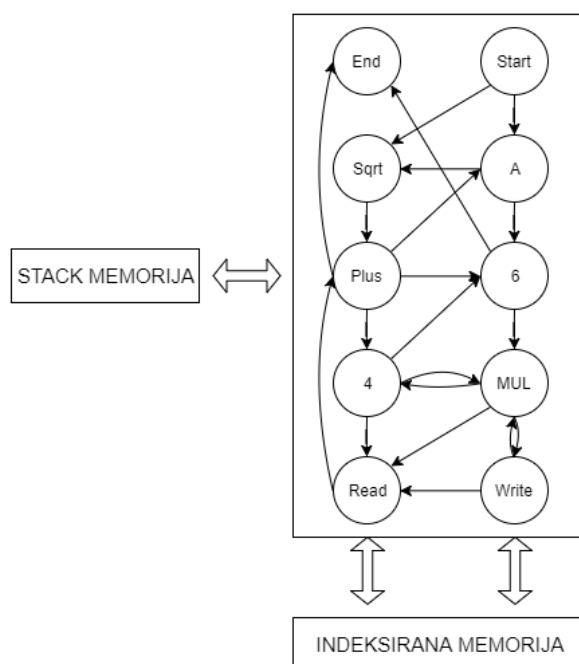 End
Start
Sqrt
A
STACK MEMORIJA
Plus
6
4
MUL
Read
Write
INDEKSIRANA MEMORIJA